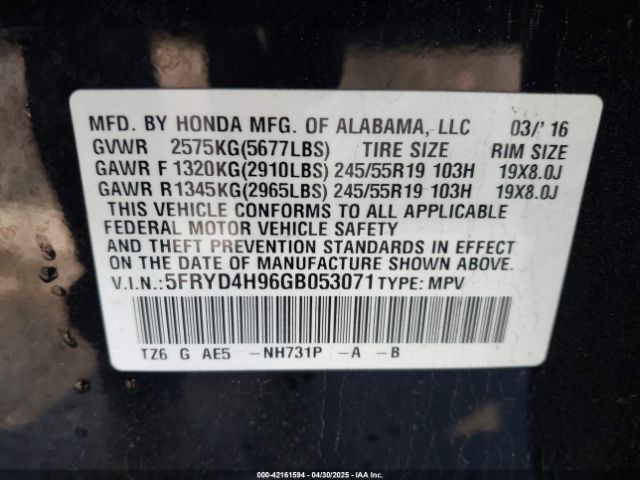 MFD. BY HONDA MFG. OF ALABAMA, LLC 03/' 16
GVWR 2575KG(5677LBS) TIRE SIZE RIM SIZE
GAWR F 1320KG(2910LBS) 245/55R19 103H 19X8.0J
GAWR R1345KG(2965LBS) 245/55R19 103H 19X8.0J
THIS VEHICLE CONFORMS TO ALL APPLICABLE
FEDERAL MOTOR VEHICLE SAFETY
AND THEFT PREVENTION STANDARDS IN EFFECT
ON THE DATE OF MANUFACTURE SHOWN ABOVE.
V.I.N.: 5FRYD4H96GB053071 TYPE: MPV
TZ6 G AE5 -NH731P -A -B
000-42161594 04/30/2025 IAAI.com